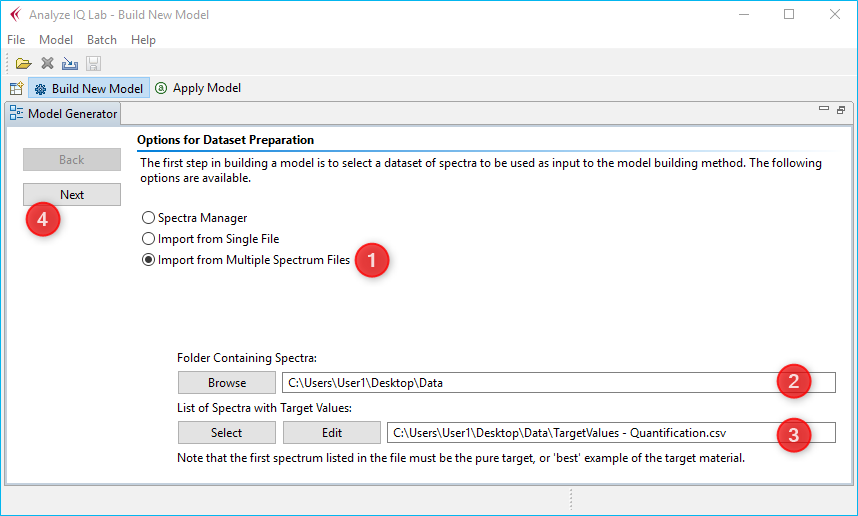 Analyze IQ Lab - Build New Model
File Model Batch Help
Build New Model Apply Model
Model Generator
Options for Dataset Preparation
Back
The first step in building a model is to select a dataset of spectra to be used as input to the model building method. The following
options are available.
Next
4
Spectra Manager
Import from Single File
Import from Multiple Spectrum Files 1
Folder Containing Spectra:
Browse C:\Users\User1\Desktop\Data 2
List of Spectra with Target Values:
Select Edit C:\Users\User1\Desktop\Data\TargetValues - Quantification.csv 3
Note that the first spectrum listed in the file must be the pure target, or 'best' example of the target material.